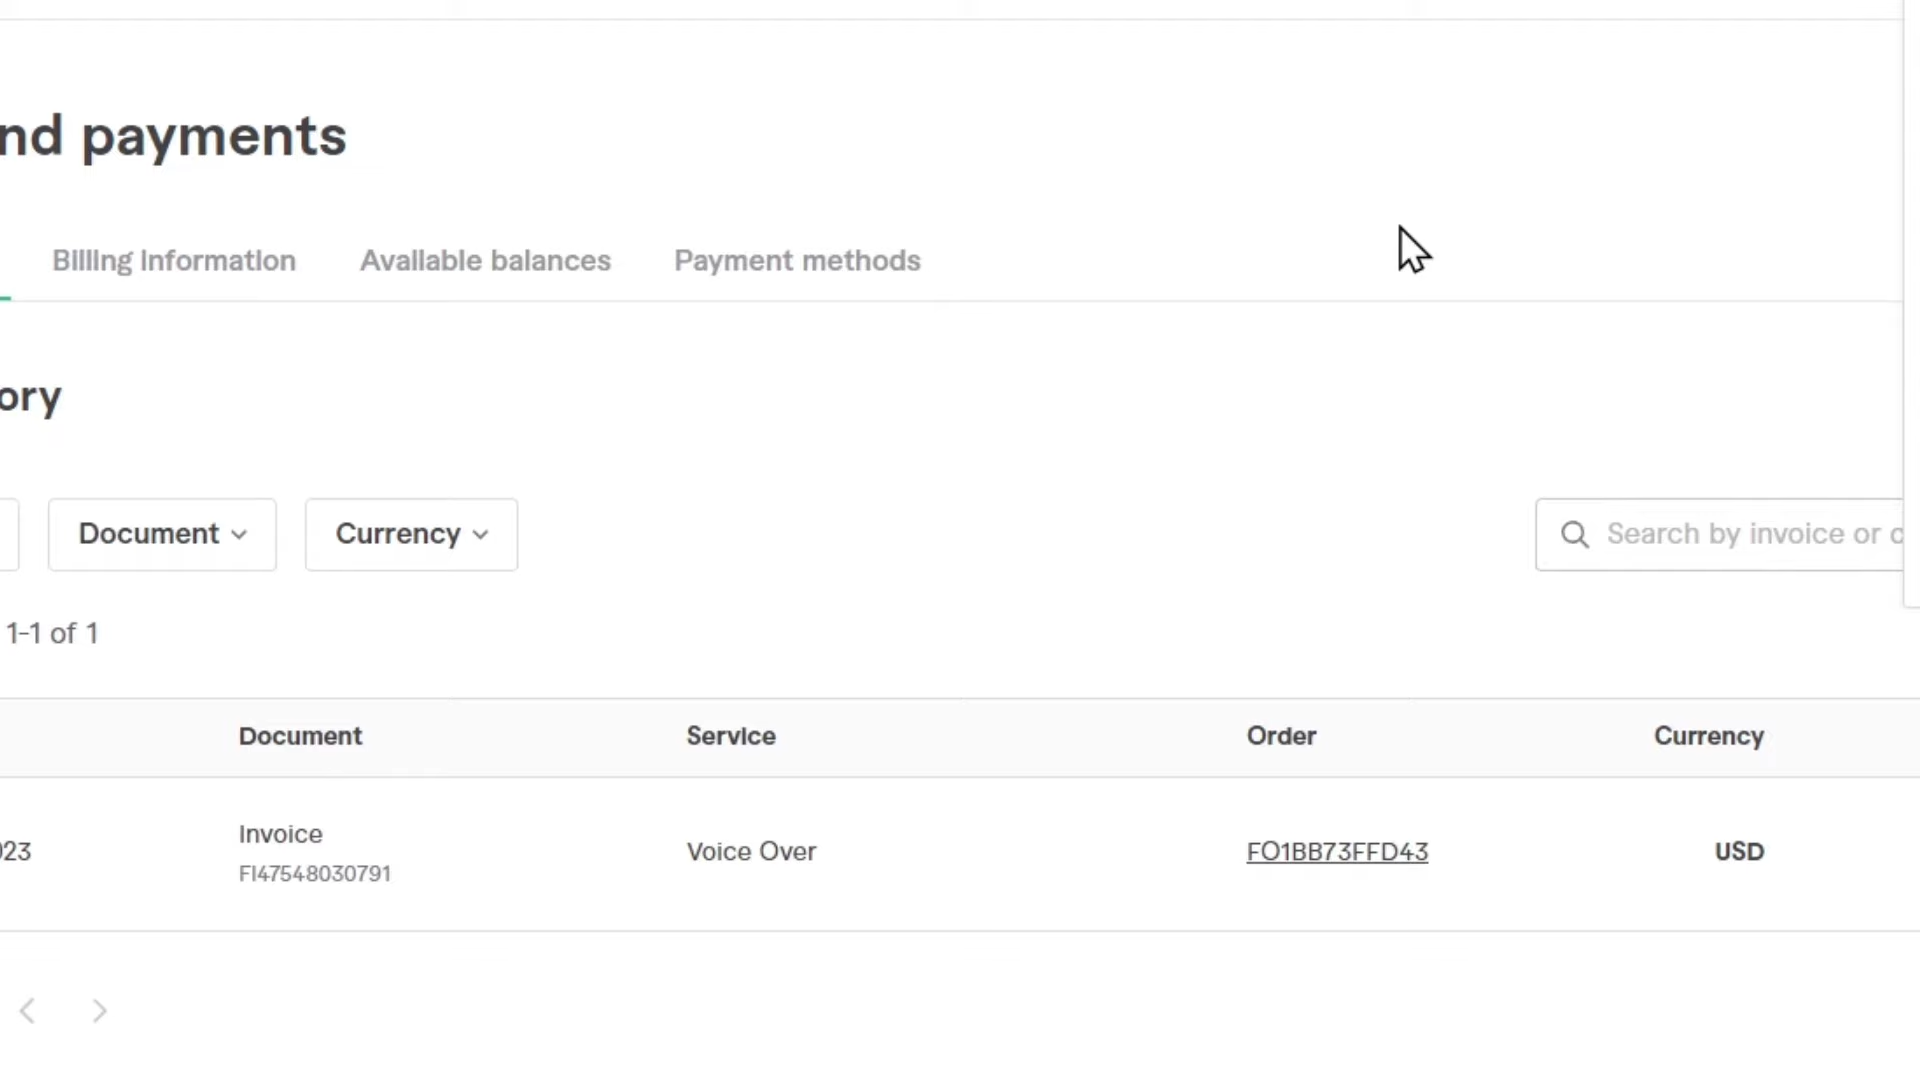 nd payments
Billing information Available balances Payment methods
ory
Document Currency Search by invoice or c
1-1 of 1
Document Service Order Currency
023 Invoice Voice Over FO1BB73FFD43 USD
FI47548030791